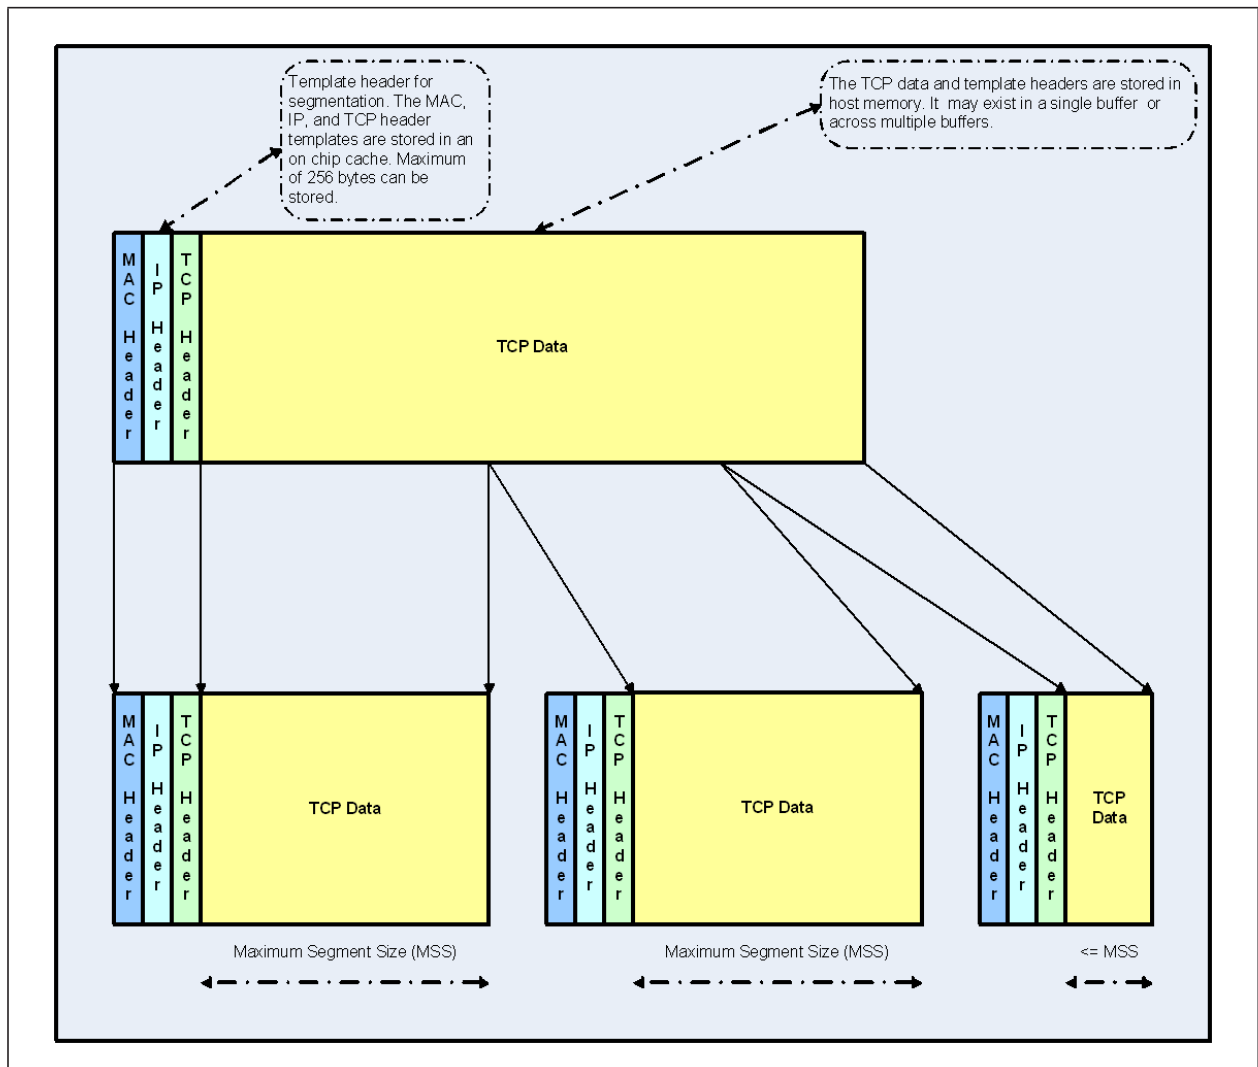 Template header for
segmentation. The MAC,
IP, and TCP header
templates are stored in an
on chip cache. Maximum
of 256 bytes can be
stored.
The TCP data and template headers are stored in
host memory. It  may exist in a single buffer  or
across multiple buffers.
MAC Header
IP Header
TCP Header
TCP Data
MAC Header
IP Header
TCP Header
TCP Data
MAC Header
IP Header
TCP Header
TCP Data
MAC Header
IP Header
TCP Header
TCP
Data
Maximum Segment Size (MSS)
Maximum Segment Size (MSS)
<= MSS